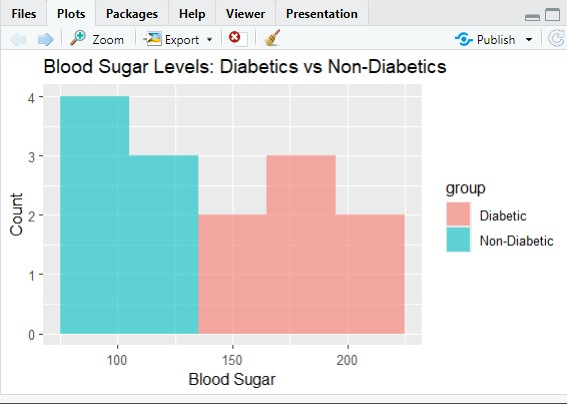 Files Plots Packages Help Viewer Presentation
Zoom Export Publish
Blood Sugar Levels: Diabetics vs Non-Diabetics
4
3
2
1
0
Count
100 150 200
Blood Sugar
group
Diabetic
Non-Diabetic